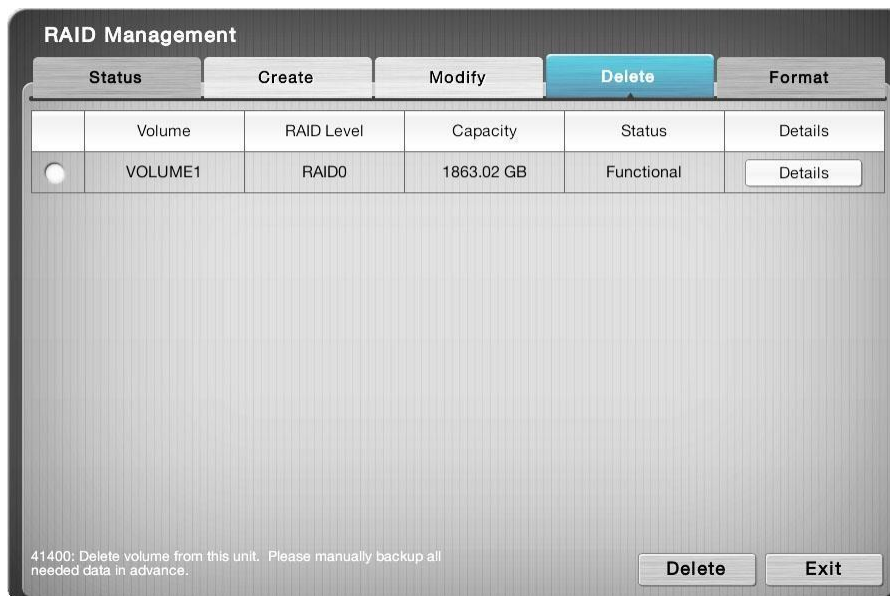 RAID Management
Status Create Modify Delete Format
Volume RAID Level Capacity Status Details
VOLUME1 RAID0 1863.02 GB Functional Details
41400: Delete volume from this unit.  Please manually backup all
needed data in advance.
Delete Exit